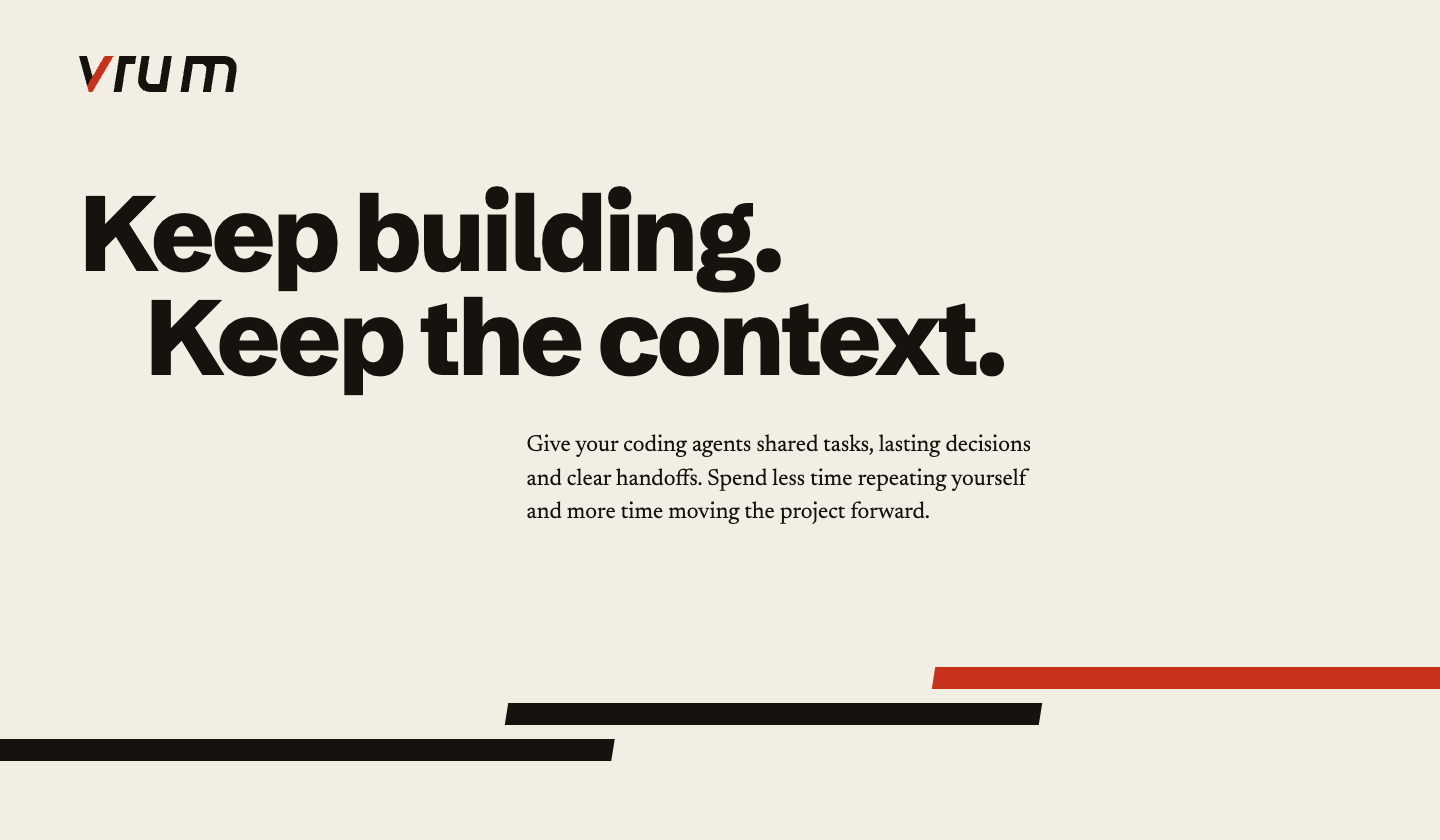 vrum
Keep building.
Keep the context.
Give your coding agents shared tasks, lasting decisions
and clear handoffs. Spend less time repeating yourself
and more time moving the project forward.